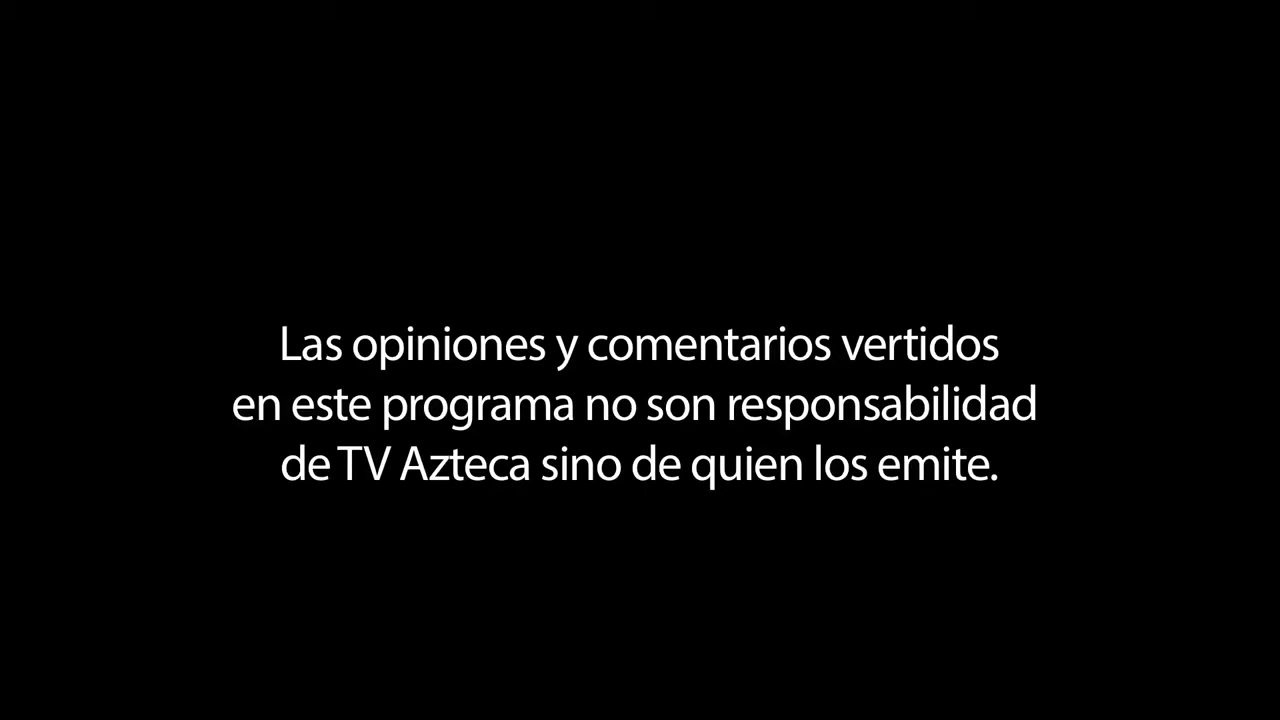 Las opiniones y comentarios vertidos
en este programa no son responsabilidad
de TV Azteca sino de quien los emite.